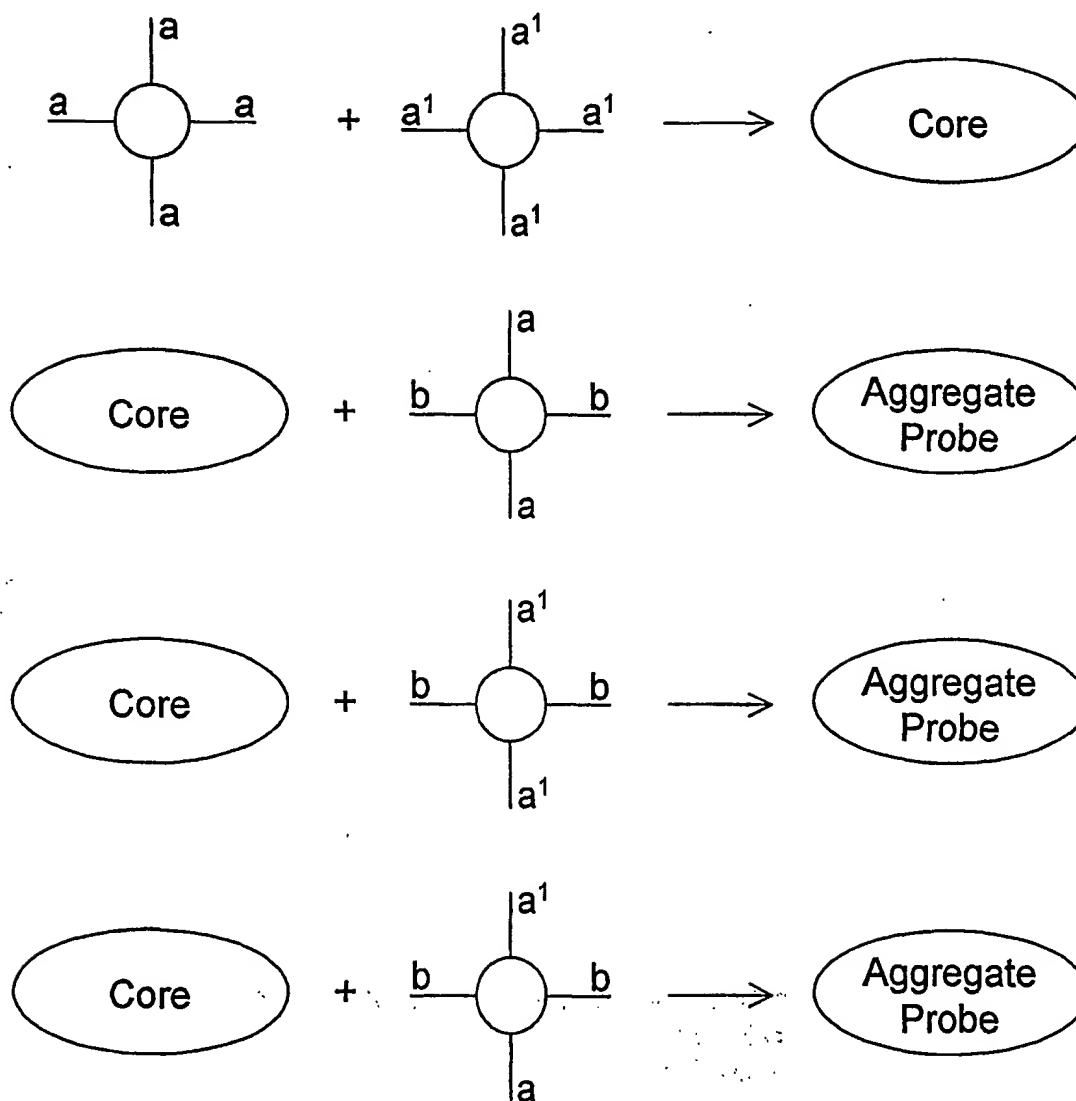 a a¹
a a + a¹ a¹ Core
a a¹
a
Core + b b Aggregate
Probe
a
a¹
Core + b b Aggregate
Probe
a¹
a¹
Core + b b Aggregate
Probe
a